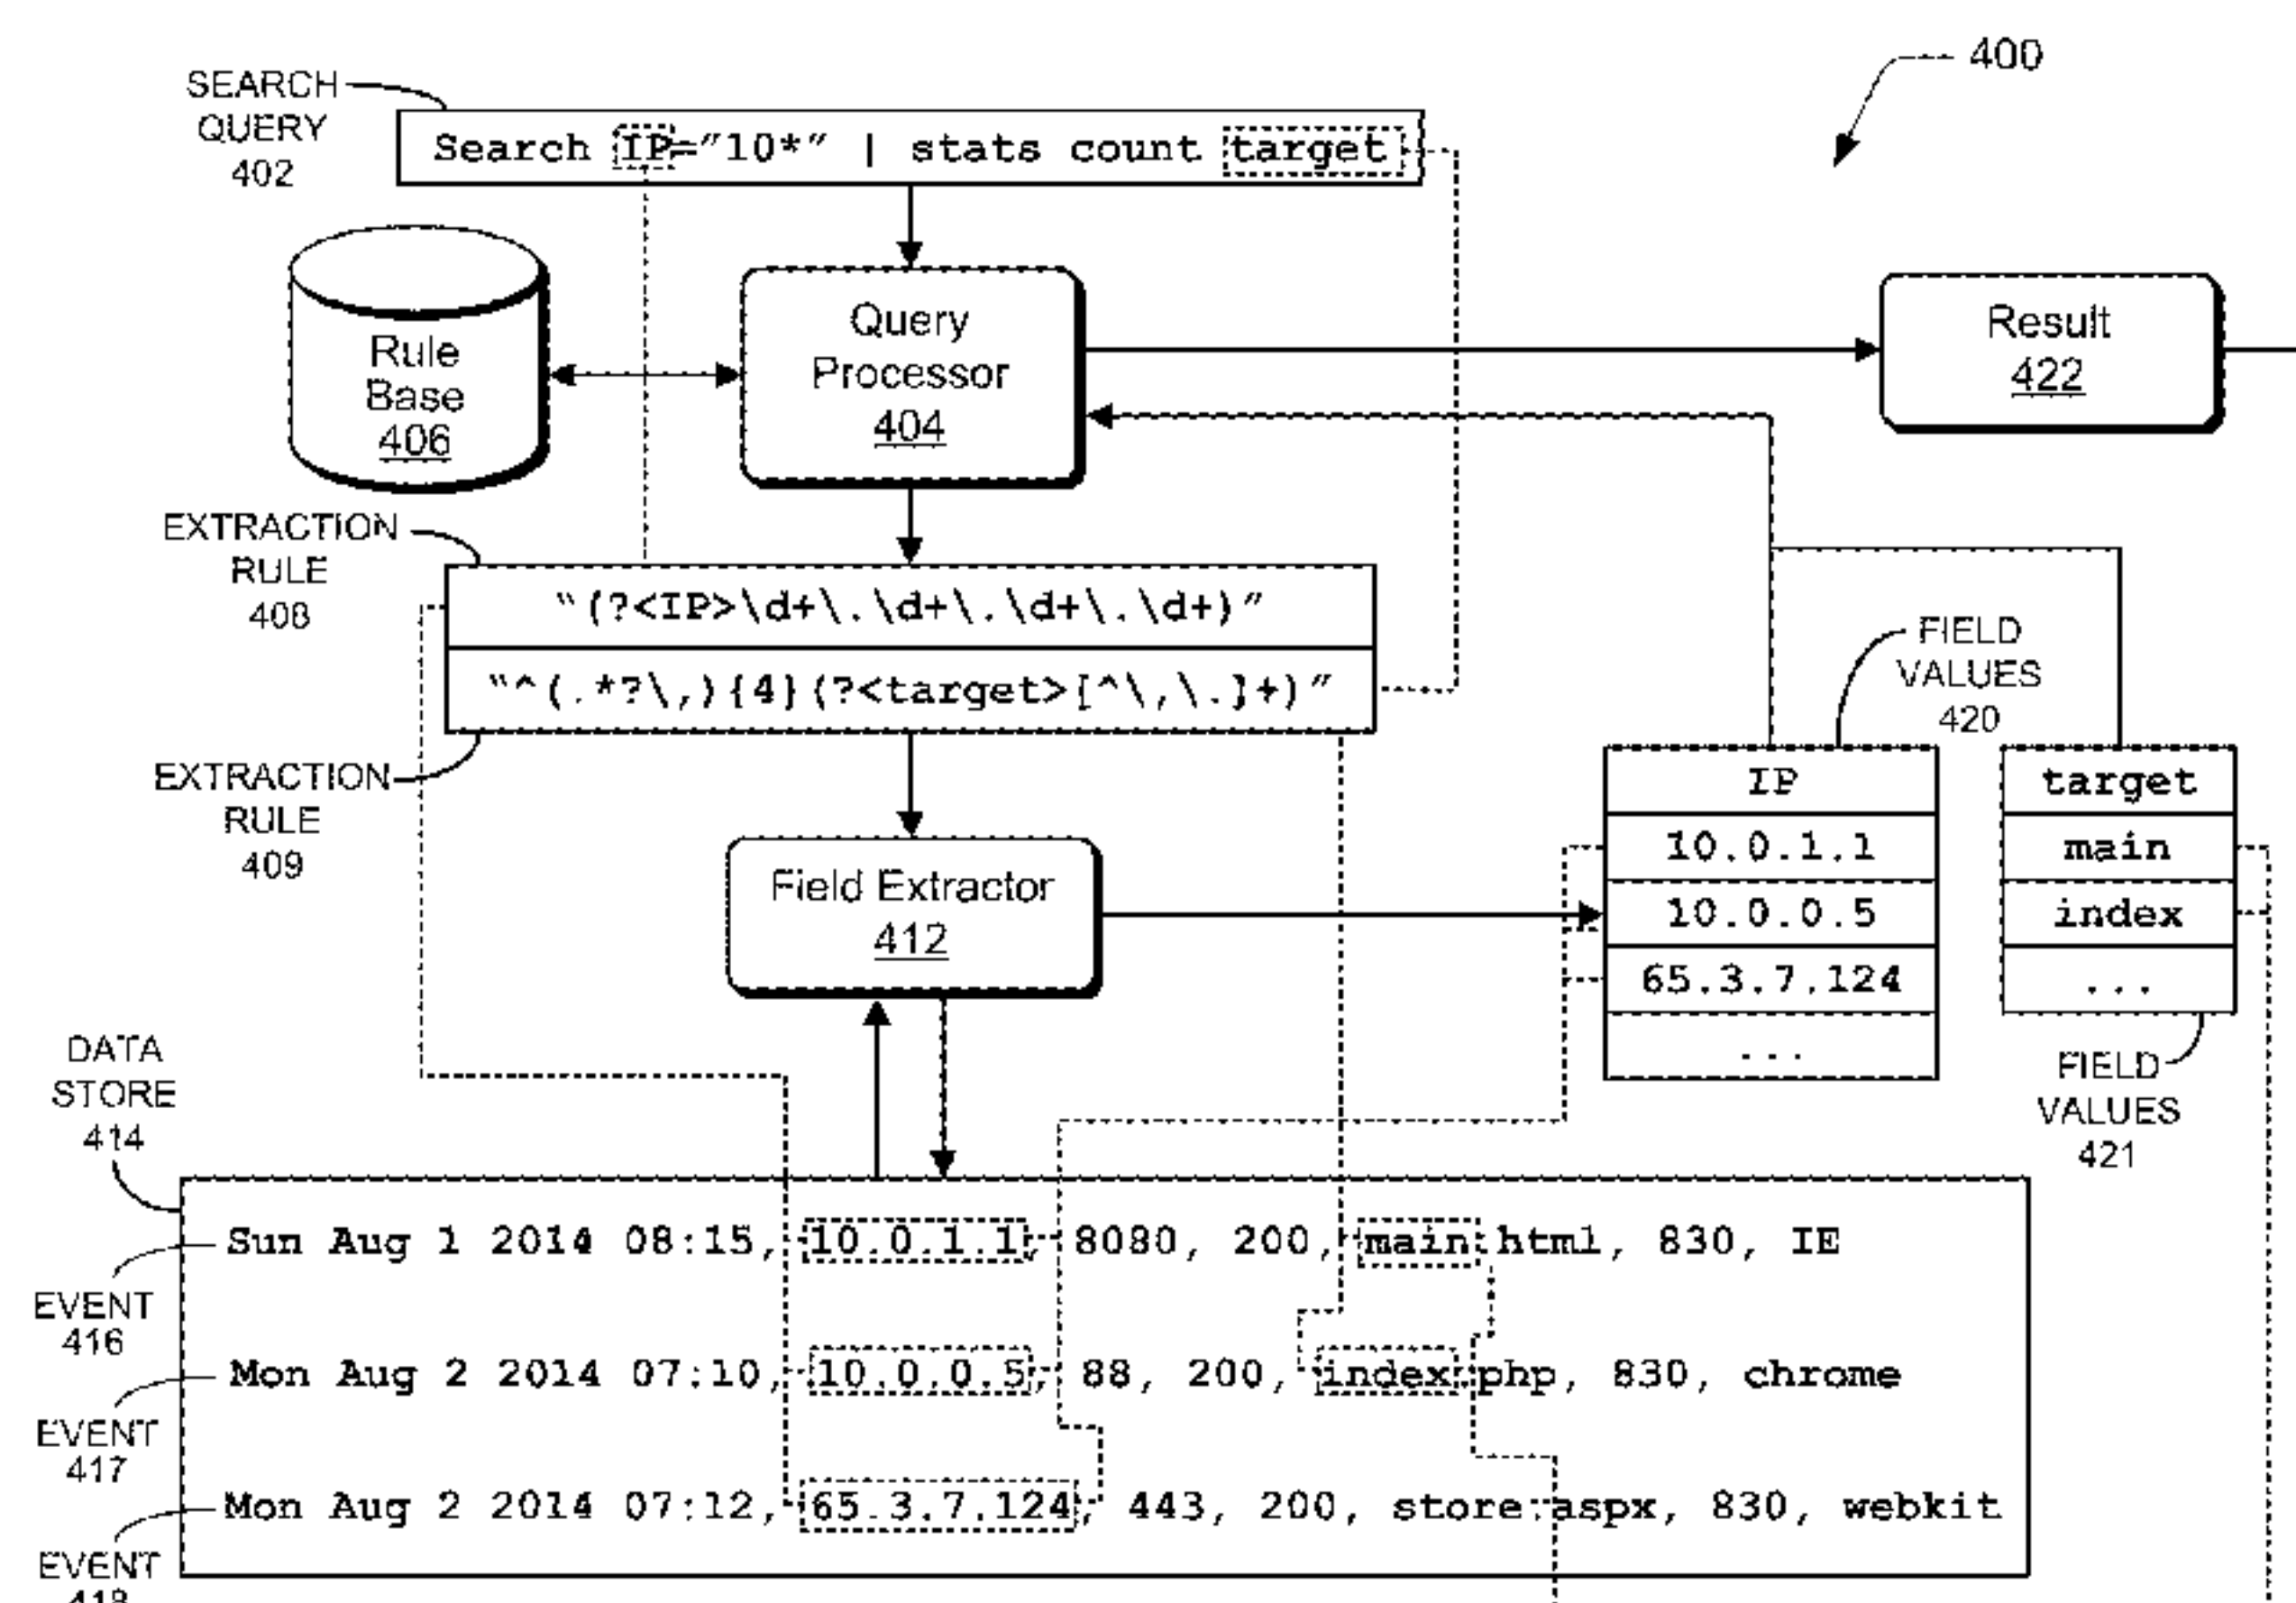 400
SEARCH
QUERY
402
Search IP="10*" | stats count target
Rule
Base
406
Query
Processor
404
Result
422
EXTRACTION
RULE
408
"(?<IP>\d+\.\d+\.\d+\.\d+)"
"^(.*?\,){4}(?<target>[^\,\.]+)"
EXTRACTION
RULE
409
FIELD
VALUES
420
IP
10.0.1.1
10.0.0.5
65.3.7.124
...
target
main
index
...
FIELD
VALUES
421
Field Extractor
412
DATA
STORE
414
Sun Aug 1 2014 08:15, 10.0.1.1, 8080, 200, main.html, 830, IE
EVENT
416
Mon Aug 2 2014 07:10, 10.0.0.5, 88, 200, index.php, 830, chrome
EVENT
417
Mon Aug 2 2014 07:12, 65.3.7.124, 443, 200, store.aspx, 830, webkit
EVENT
418